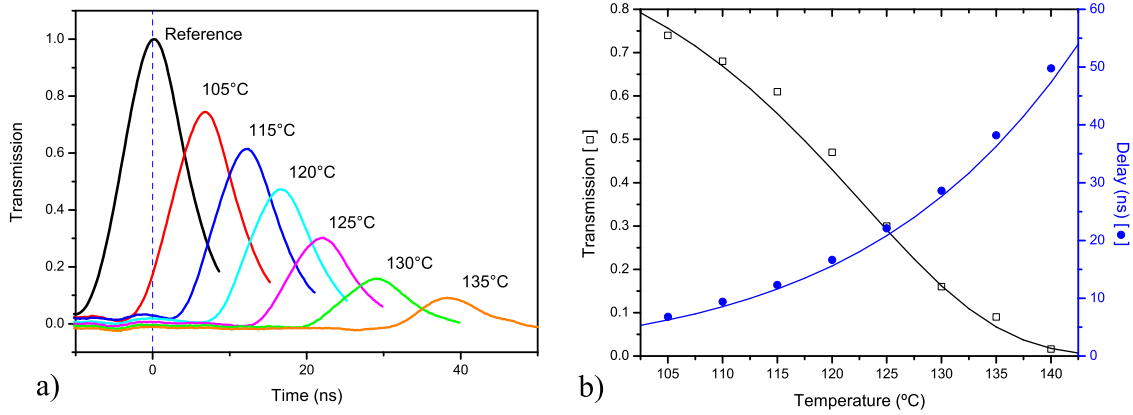 Reference
105°C
115°C
120°C
125°C
130°C
135°C
1.0
0.8
0.6
0.4
0.2
0.0
Transmission
0
20
40
Time (ns)
a)
0.8
0.7
0.6
0.5
0.4
0.3
0.2
0.1
0.0
Transmission [□]
60
50
40
30
20
10
0
Delay (ns) [●]
105
110
115
120
125
130
135
140
Temperature (ºC)
b)